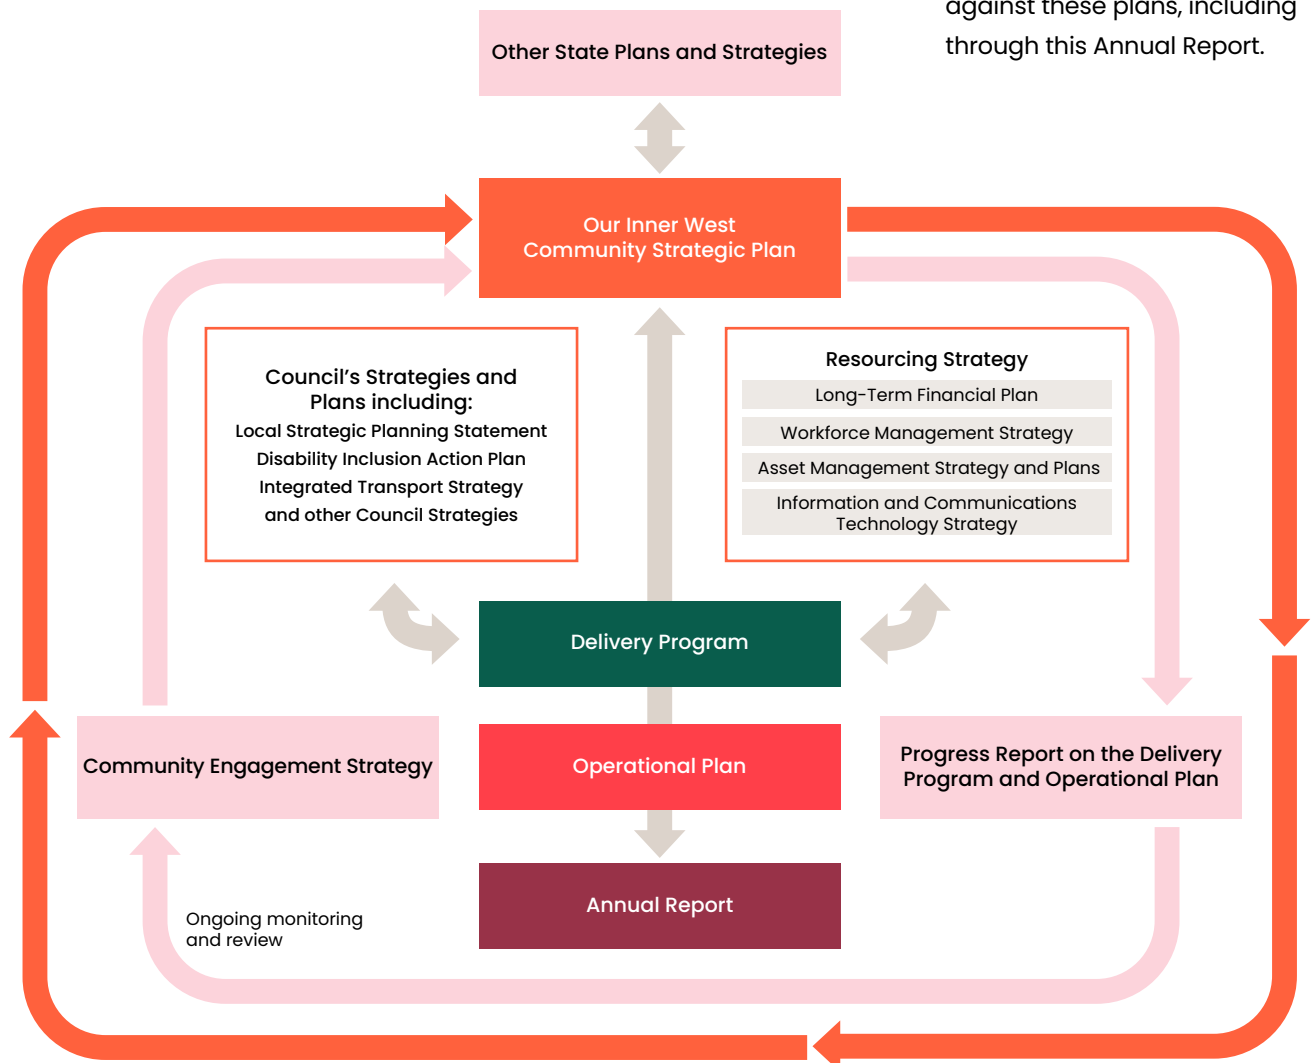 against these plans, including
through this Annual Report.
Other State Plans and Strategies
Our Inner West
Community Strategic Plan
Council’s Strategies and
Plans including:
Local Strategic Planning Statement
Disability Inclusion Action Plan
Integrated Transport Strategy
and other Council Strategies
Resourcing Strategy
Long-Term Financial Plan
Workforce Management Strategy
Asset Management Strategy and Plans
Information and Communications
Technology Strategy
Delivery Program
Community Engagement Strategy
Operational Plan
Progress Report on the Delivery
Program and Operational Plan
Annual Report
Ongoing monitoring
and review